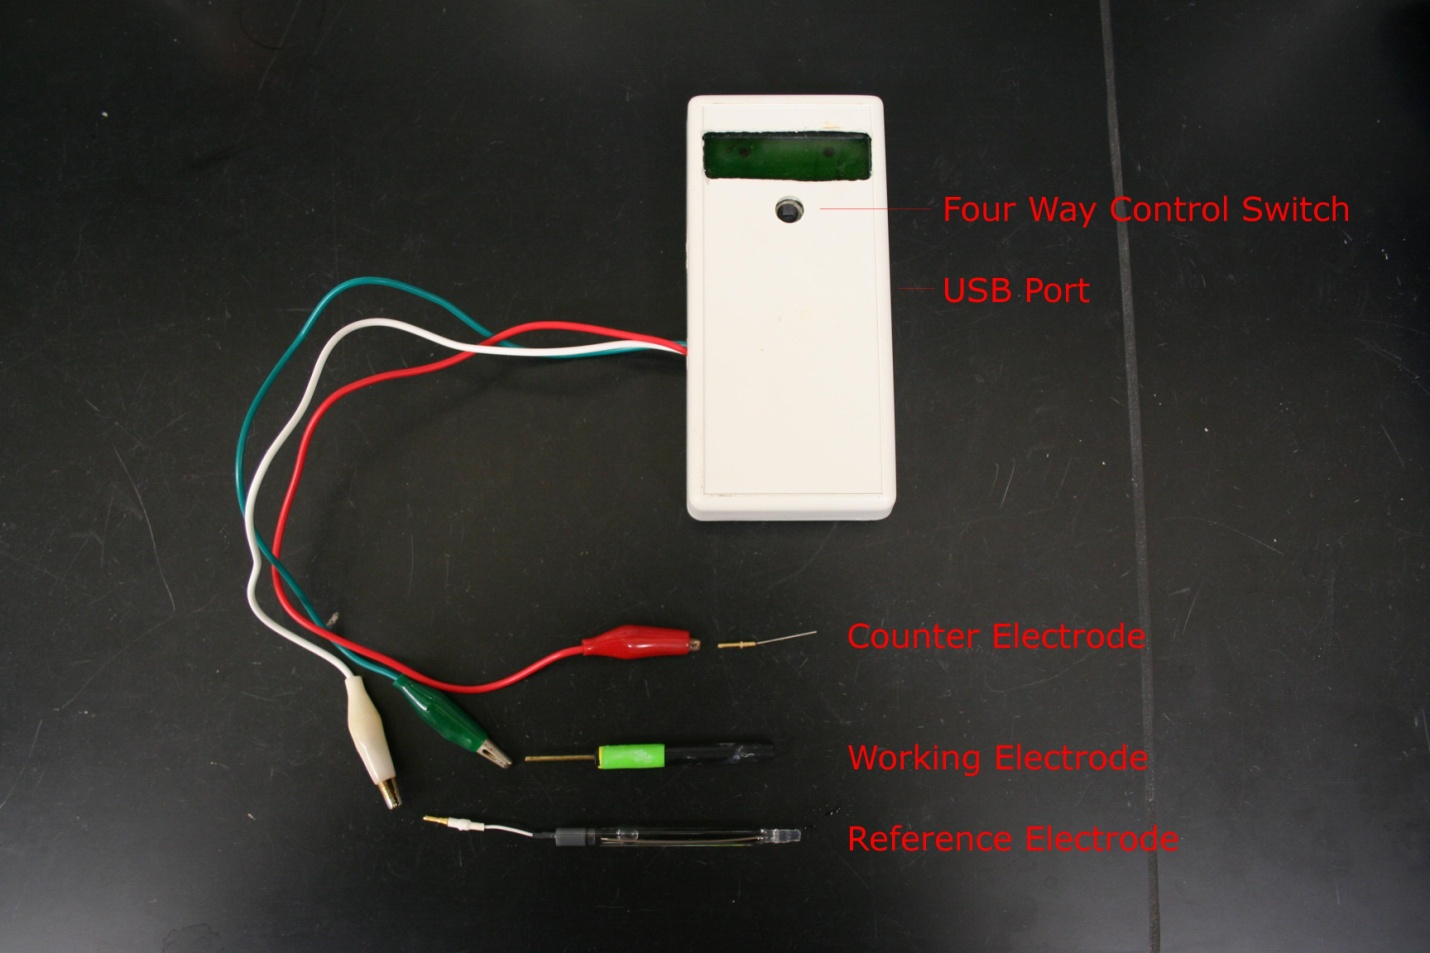 Four Way Control Switch
USB Port
Counter Electrode
Working Electrode
Reference Electrode